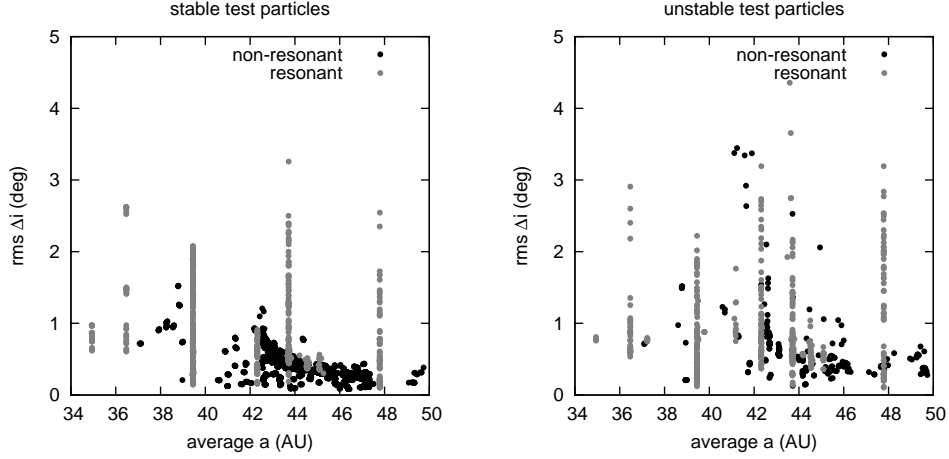 stable test particles
5
4
3
2
1
0
rms Δi (deg)
non-resonant
resonant
34 36 38 40 42 44 46 48 50
average a (AU)
unstable test particles
5
4
3
2
1
0
rms Δi (deg)
non-resonant
resonant
34 36 38 40 42 44 46 48 50
average a (AU)